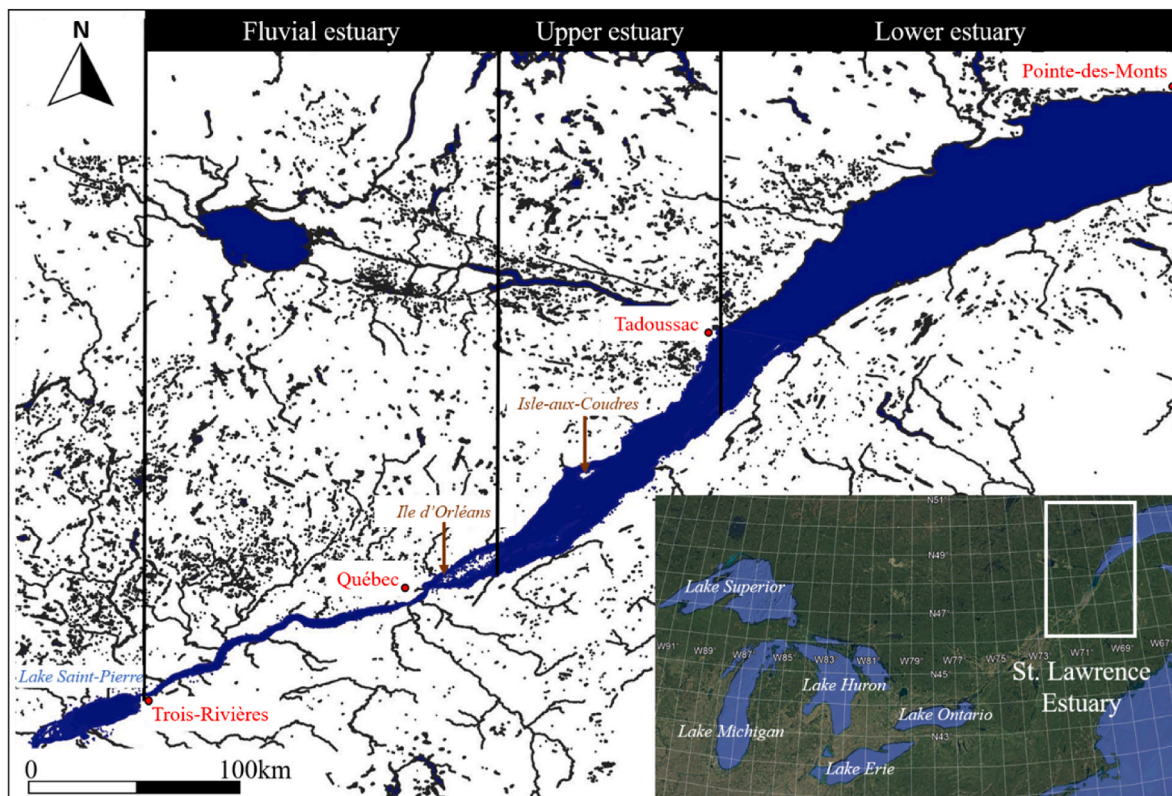 N
Fluvial estuary
Upper estuary
Lower estuary
Pointe-des-Monts
Tadoussac
Isle-aux-Coudres
Ile d'Orléans
Québec
Lake Saint-Pierre
Trois-Rivières
0
100km
N51°
N49°
Lake Superior
N47°
W91°
W89°
W87°
W85°
W83°
W81°
W79°
W77°
W75°
W73°
W71°
W69°
W67°
N45
St. Lawrence
Estuary
Lake Huron
Lake Ontario
Lake Michigan
N43
Lake Erie